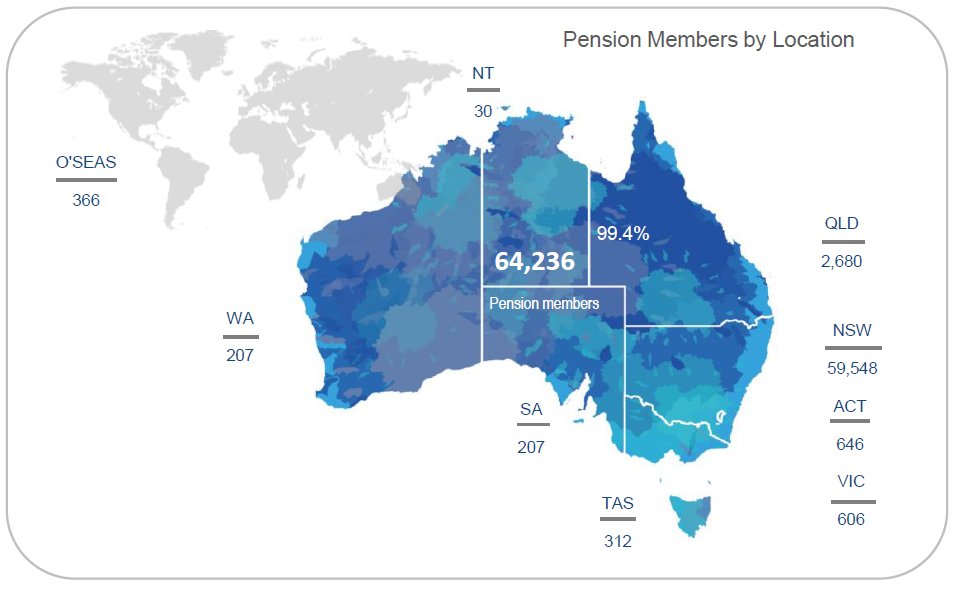 Pension Members by Location
NT
30
O'SEAS
366
QLD
2,680
99.4%
64,236
Pension members
WA
207
NSW
59,548
SA
207
ACT
646
VIC
606
TAS
312